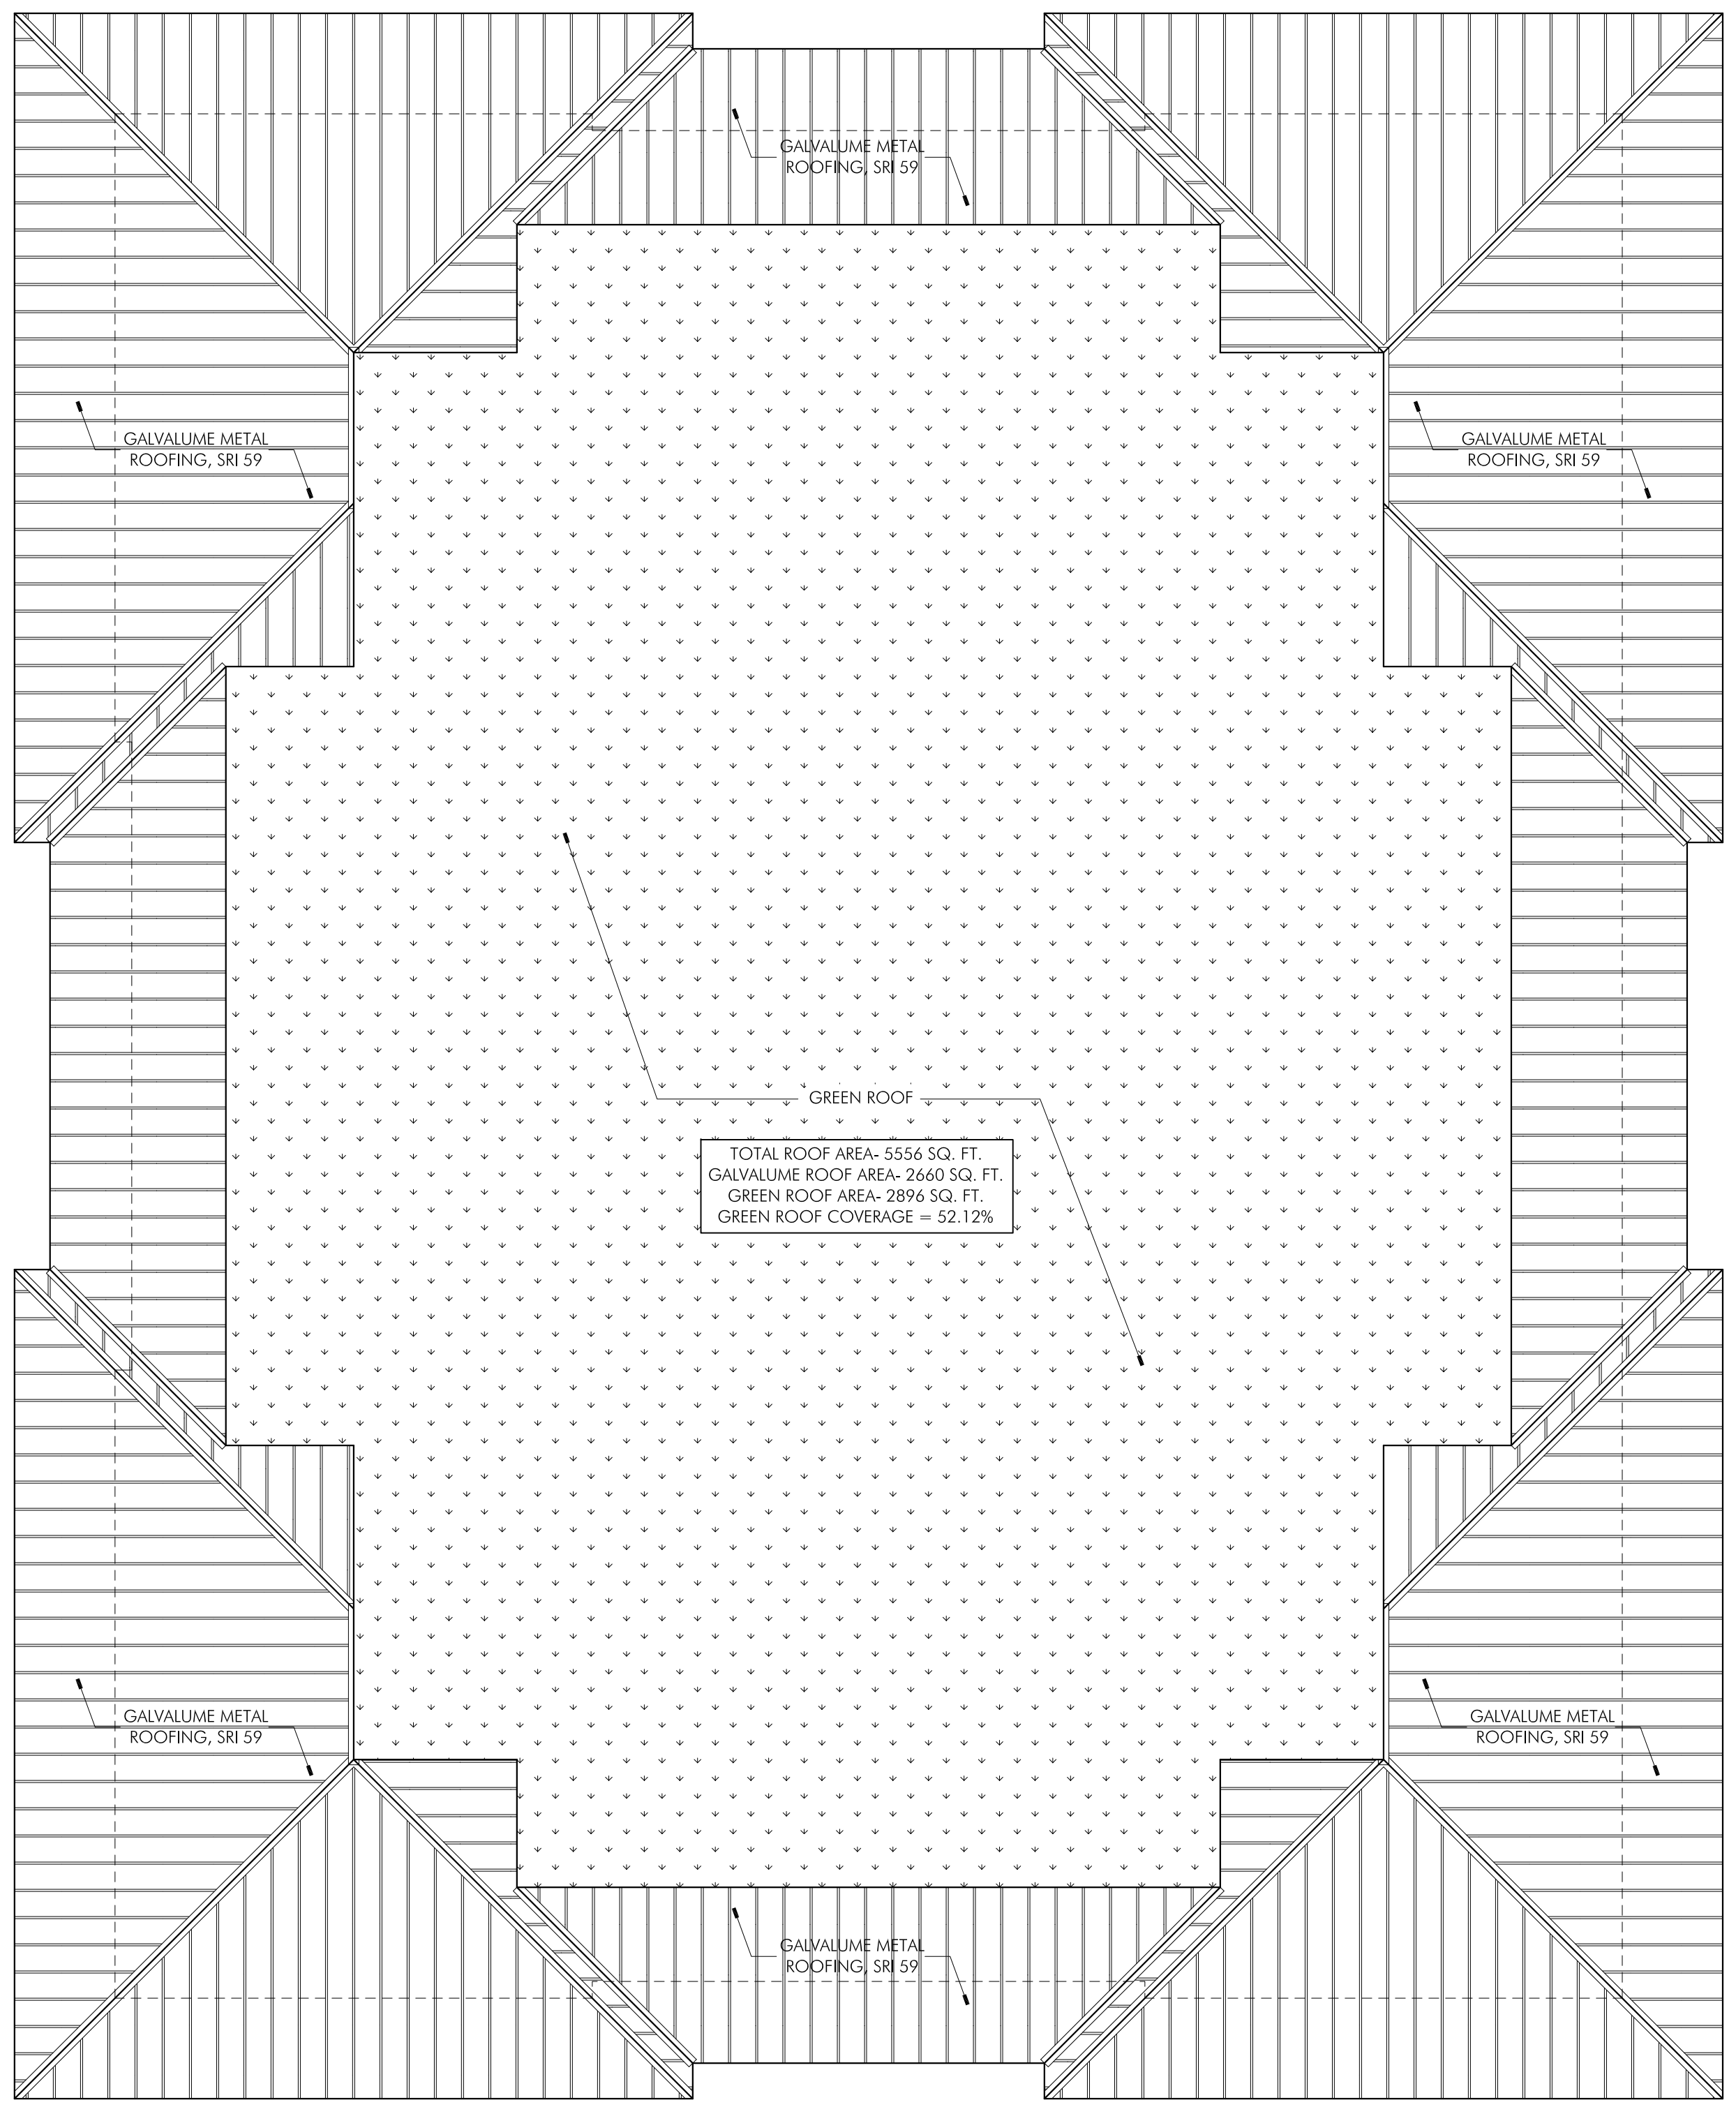 GALVALUME METAL
ROOFING, SRI 59
GALVALUME METAL
ROOFING, SRI 59
GALVALUME METAL
ROOFING, SRI 59
GREEN ROOF
TOTAL ROOF AREA- 5556 SQ. FT.
GALVALUME ROOF AREA- 2660 SQ. FT.
GREEN ROOF AREA- 2896 SQ. FT.
GREEN ROOF COVERAGE = 52.12%
GALVALUME METAL
ROOFING, SRI 59
GALVALUME METAL
ROOFING, SRI 59
GALVALUME METAL
ROOFING, SRI 59